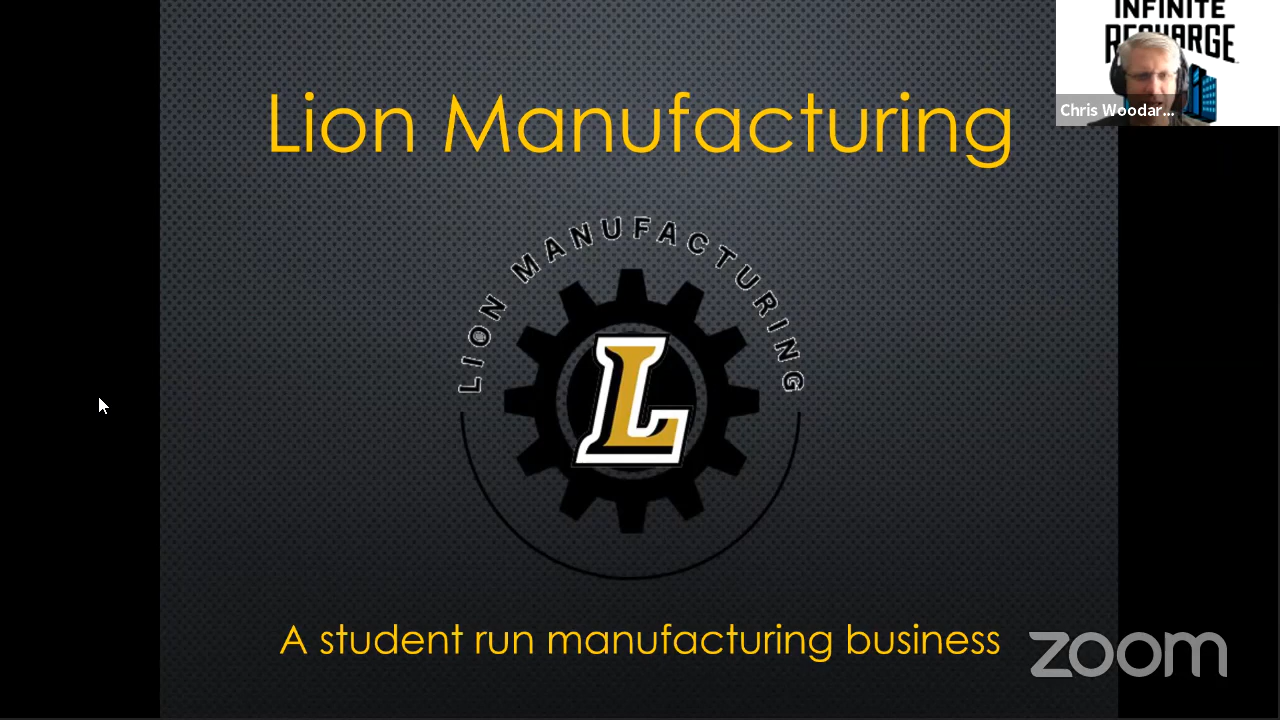 INFINITE
RECHARGE
Chris Woodar...
Lion Manufacturing
LION MANUFACTURING
L
A student run manufacturing business
zoom